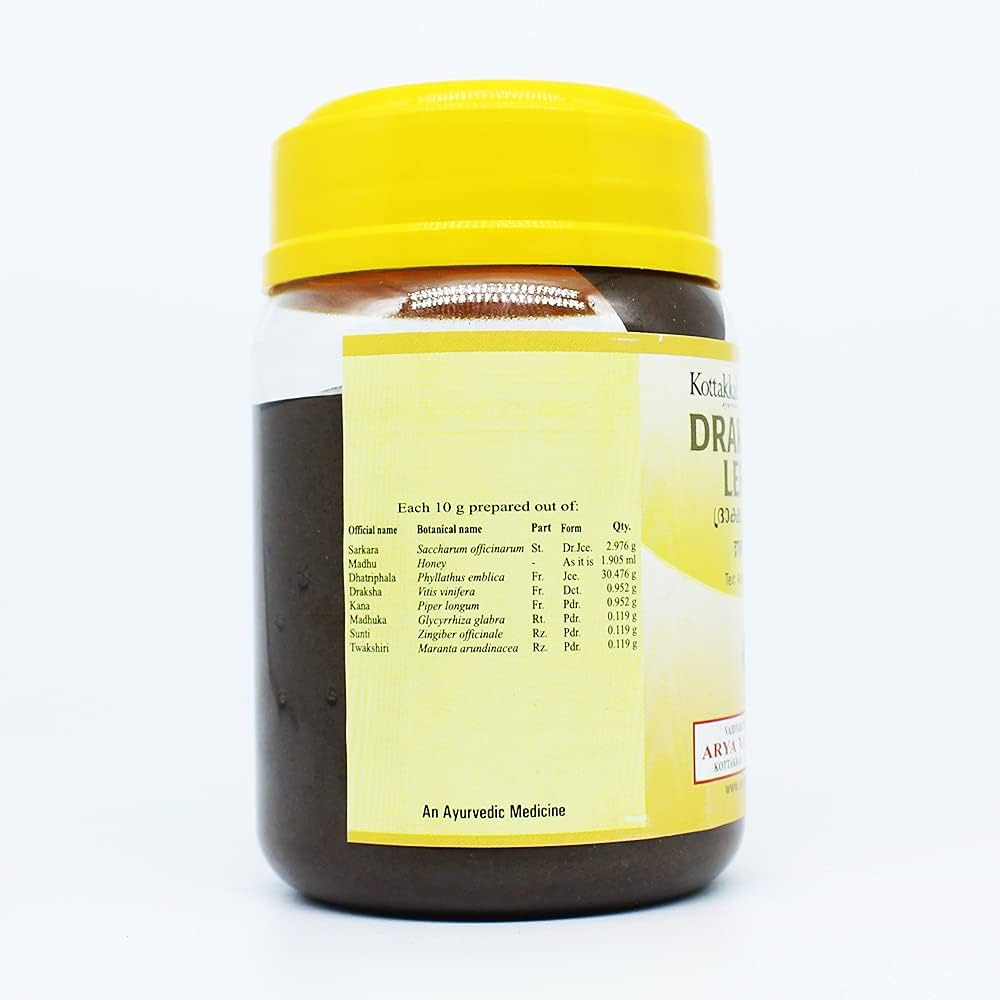 Each 10 g prepared out of:
Official name Botanical name Part Form Qty.
Sarkara Saccharum officinarum St. Dr.Jce. 2.976 g
Madhu Honey - As it is 1.905 ml
Dhatriphala Phyllathus emblica Fr. Jce. 30.476 g
Draksha Vitis vinifera Fr. Dct. 0.952 g
Kana Piper longum Fr. Pdr. 0.952 g
Madhuka Glycyrrhiza glabra Rt. Pdr. 0.119 g
Sunti Zingiber officinale Rz. Pdr. 0.119 g
Twakshiri Maranta arundinacea Rz. Pdr. 0.119 g
An Ayurvedic Medicine
Kottakka
DRA
LE
ദ്രാക്ഷ
Text
ARYA
KOTTAKK
www.